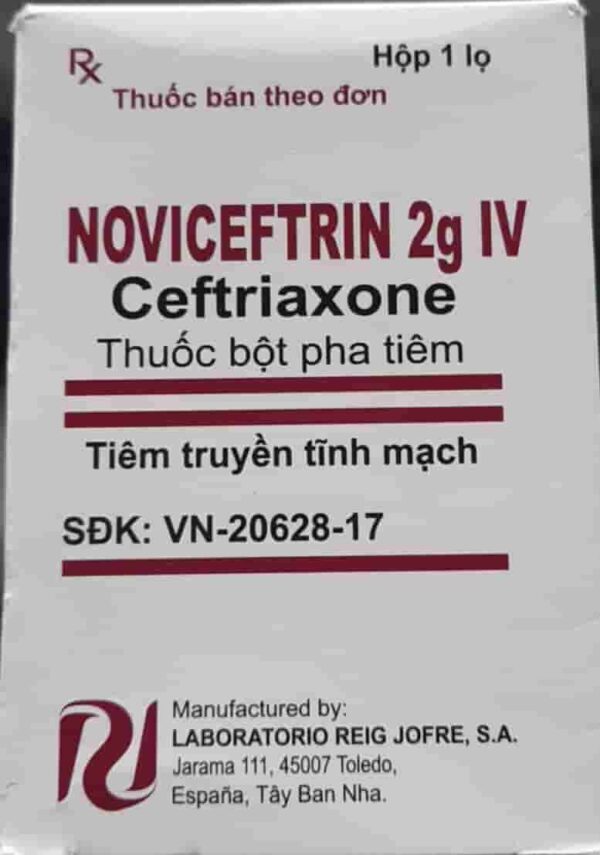 Rx
Hộp 1 lọ
Thuốc bán theo đơn
NOVICEFTRIN 2g IV
Ceftriaxone
Thuốc bột pha tiêm
Tiêm truyền tĩnh mạch
SĐK: VN-20628-17
Manufactured by:
LABORATORIO REIG JOFRE, S.A.
Jarama 111, 45007 Toledo,
España, Tây Ban Nha.